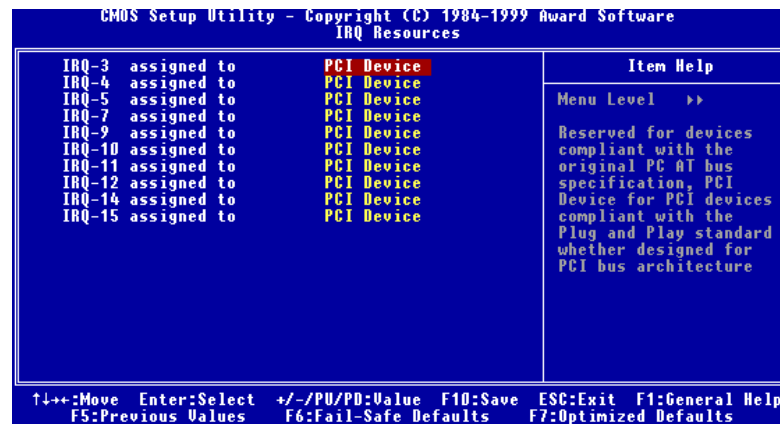 CMOS Setup Utility - Copyright (C) 1984-1999 Award Software
IRQ Resources
IRQ-3 assigned to PCI Device
IRQ-4 assigned to PCI Device
IRQ-5 assigned to PCI Device
IRQ-7 assigned to PCI Device
IRQ-9 assigned to PCI Device
IRQ-10 assigned to PCI Device
IRQ-11 assigned to PCI Device
IRQ-12 assigned to PCI Device
IRQ-14 assigned to PCI Device
IRQ-15 assigned to PCI Device
Item Help
Menu Level ►►
Reserved for devices
compliant with the
original PC AT bus
specification, PCI
Device for PCI devices
compliant with the
Plug and Play standard
whether designed for
PCI bus architecture
↑↓→←:Move Enter:Select +/-/PU/PD:Value F10:Save ESC:Exit F1:General Help
F5:Previous Values F6:Fail-Safe Defaults F7:Optimized Defaults